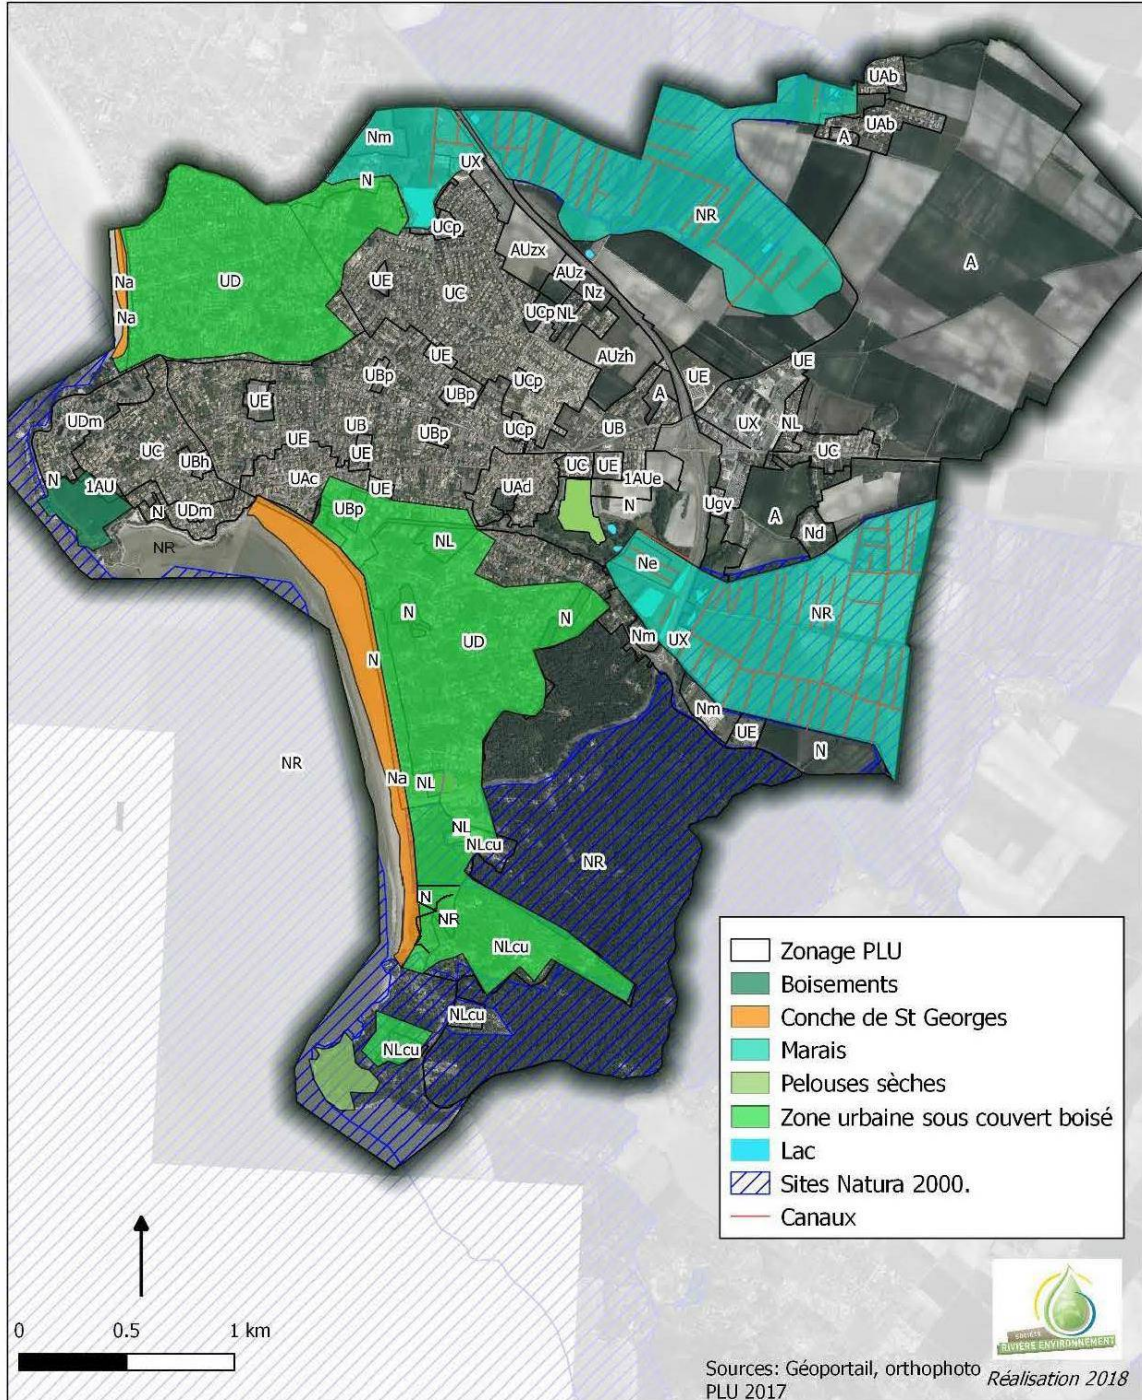 UAb
UAb
A
Nm
UX
N
NR
UCp
AUzx
A
Na
UD
UE
UC
AUz
Nz
Na
UCp
NL
UE
AUzh
UE
UE
UBp
UCp
A
UE
UBp
UX
NL
UDm
UB
UBp
UCp
UB
UC
UC
UE
UE
UBh
UC
UE
N
1AU
UAc
UE
UAd
1AUe
N
UDm
UBp
N
Ugv
A
Nd
NR
NL
Ne
N
N
NR
UD
Nm
UX
N
Nm
UE
N
NR
Na
NL
NL
NLcu
NR
N
NR
NLcu
NLcu
NLcu
Zonage PLU
Boisements
Conche de St Georges
Marais
Pelouses sèches
Zone urbaine sous couvert boisé
Lac
Sites Natura 2000.
Canaux
0 0.5 1 km
SOCIÉTÉ
RIVIÈRE ENVIRONNEMENT
Sources: Géoportail, orthophoto
PLU 2017
Réalisation 2018